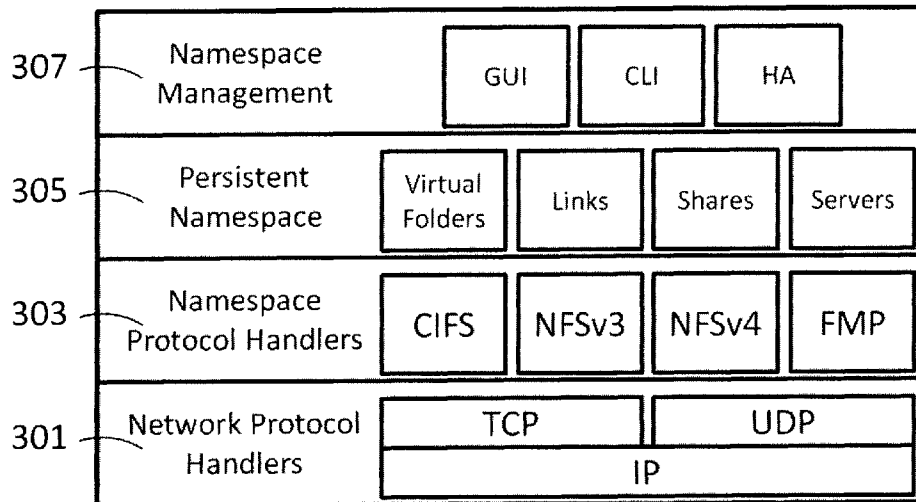 307
Namespace
Management
GUI
CLI
HA
305
Persistent
Namespace
Virtual
Folders
Links
Shares
Servers
303
Namespace
Protocol Handlers
CIFS
NFSv3
NFSv4
FMP
301
Network Protocol
Handlers
TCP
UDP
IP